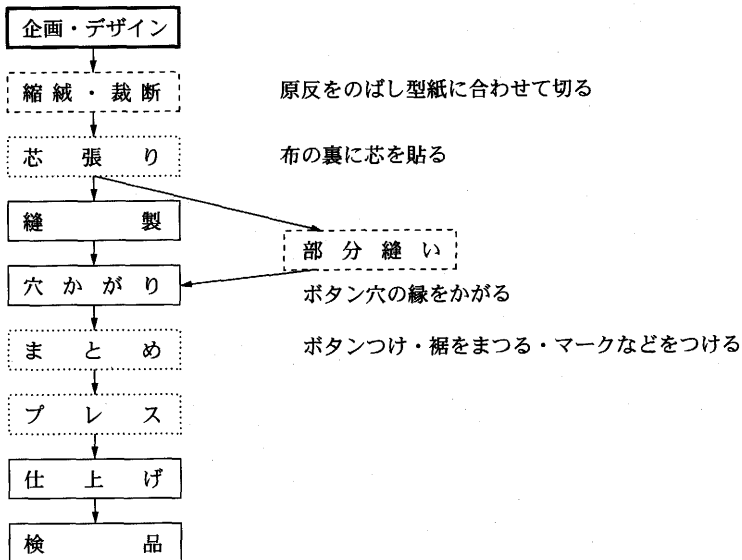 企画・デザイン
縮絨・裁断 原反をのばし型紙に合わせて切る
芯張り 布の裏に芯を貼る
縫製
部分縫い
穴かがり ボタン穴の縁をかがる
まとめ ボタンつけ・裾をまつる・マークなどをつける
プレス
仕上げ
検品